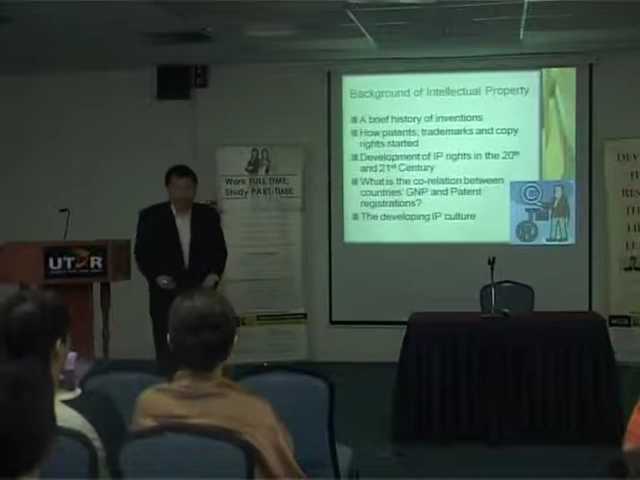 Background of Intellectual Property
A brief history of inventions
How patents, trademarks and copy
rights started
Development of IP rights in the 20th
and 21st Century
What is the co-relation between
countries' GNP and Patent
registrations?
The developing IP culture
©
Work FULL-TIME,
Study PART-TIME
UTAR